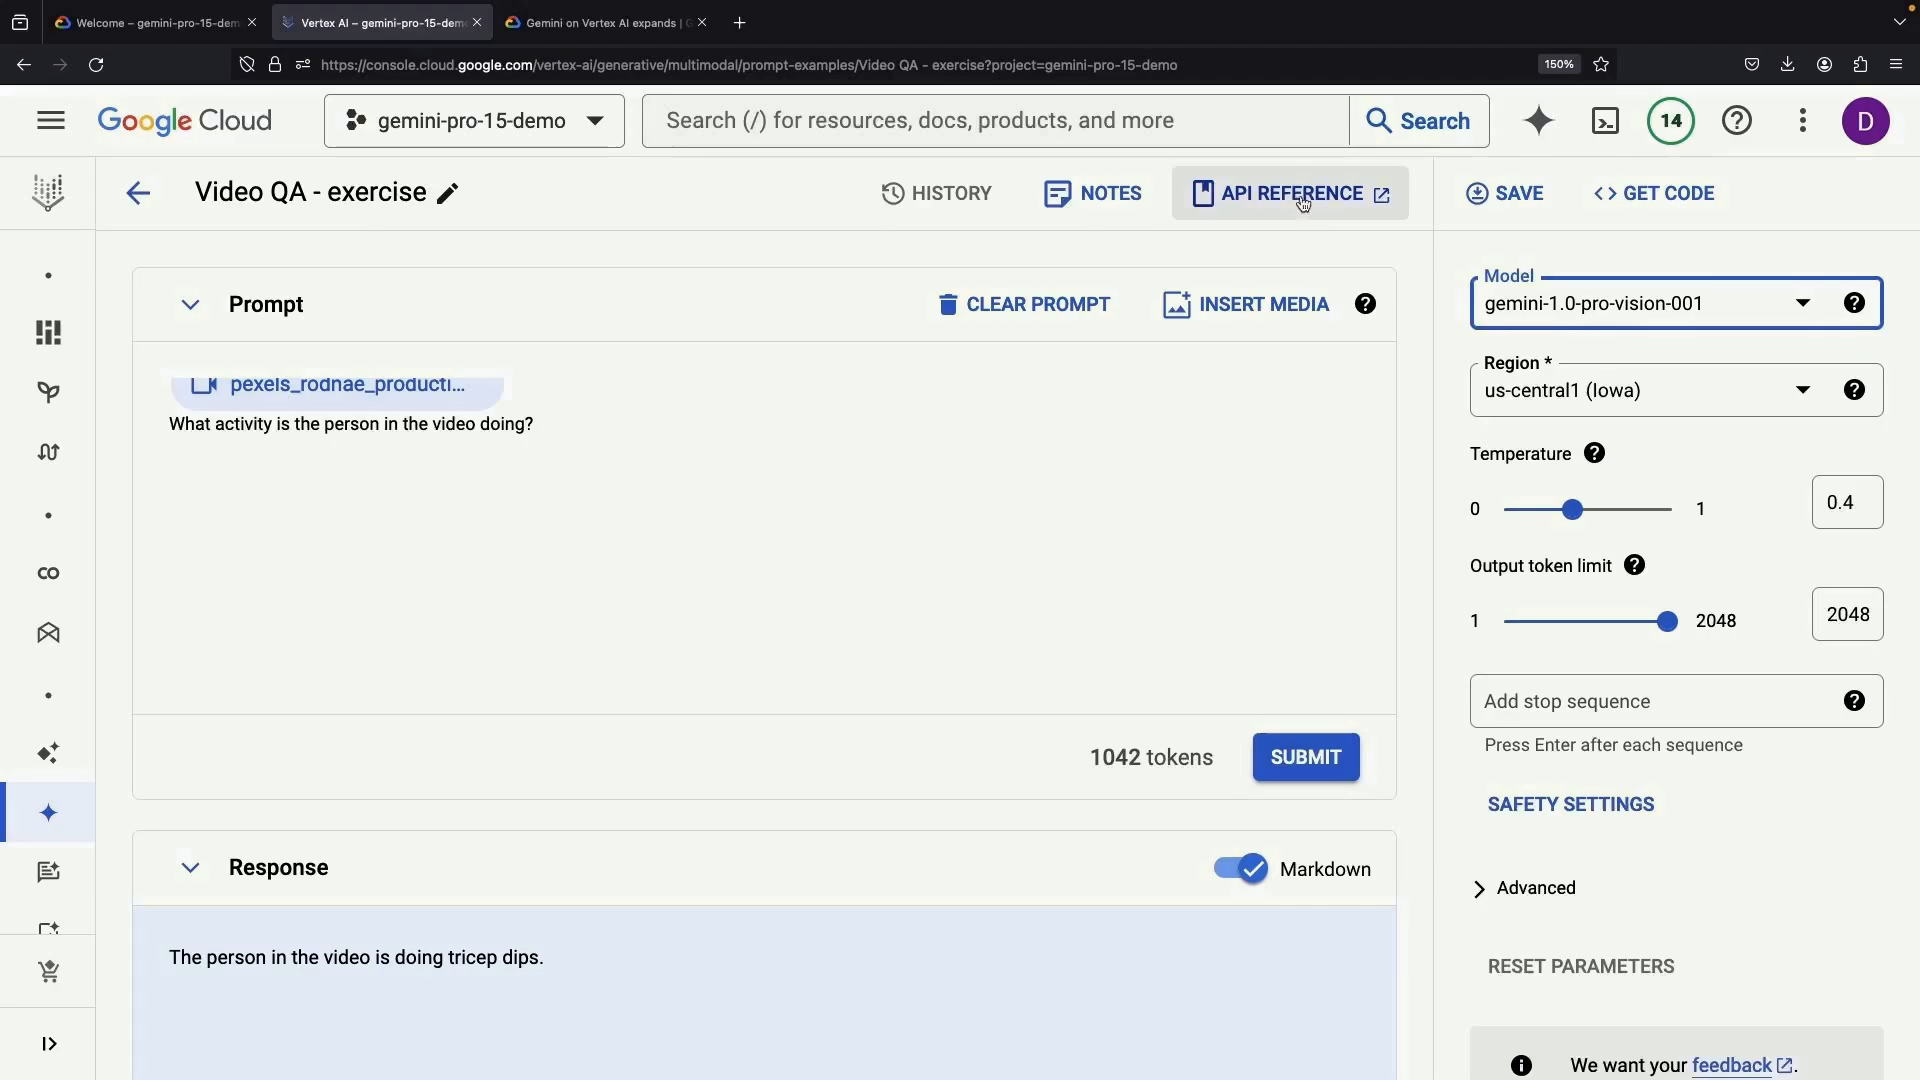 Welcome – gemini-pro-15-dem
Vertex AI – gemini-pro-15-dem
Gemini on Vertex AI expands | G
https://console.cloud.google.com/vertex-ai/generative/multimodal/prompt-examples/Video QA - exercise?project=gemini-pro-15-demo
150%
Google Cloud
gemini-pro-15-demo
Search (/) for resources, docs, products, and more
Search
14
D
Video QA - exercise
HISTORY
NOTES
API REFERENCE
SAVE
<> GET CODE
Prompt
CLEAR PROMPT
INSERT MEDIA
pexels_rodnae_producti...
What activity is the person in the video doing?
1042 tokens
SUBMIT
Response
Markdown
The person in the video is doing tricep dips.
Model
gemini-1.0-pro-vision-001
Region *
us-central1 (Iowa)
Temperature
0
1
0.4
Output token limit
1
2048
2048
Add stop sequence
Press Enter after each sequence
SAFETY SETTINGS
Advanced
RESET PARAMETERS
We want your feedback.